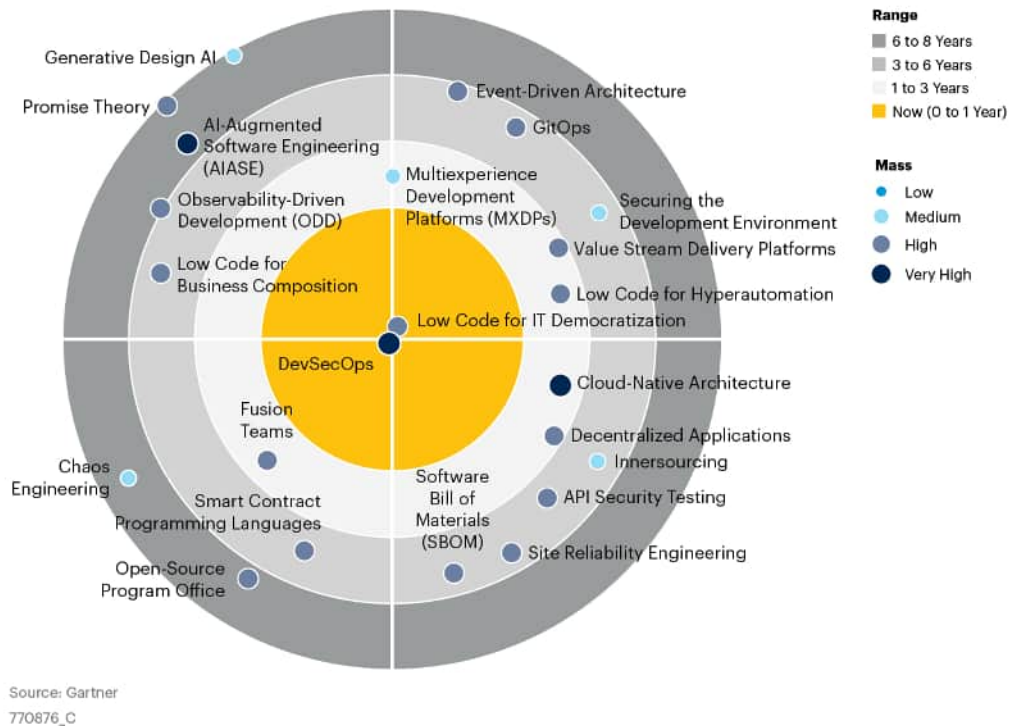 Generative Design AI
Promise Theory
AI-Augmented
Software Engineering
(AIASE)
Observability-Driven
Development (ODD)
Low Code for
Business Composition
Event-Driven Architecture
GitOps
Multiexperience
Development
Platforms (MXDPs)
Securing the
Development Environment
Value Stream Delivery Platforms
Low Code for Hyperautomation
Low Code for IT Democratization
DevSecOps
Fusion
Teams
Chaos
Engineering
Smart Contract
Programming Languages
Open-Source
Program Office
Cloud-Native Architecture
Decentralized Applications
Innersourcing
Software
Bill of
Materials
(SBOM)
API Security Testing
Site Reliability Engineering
Range
6 to 8 Years
3 to 6 Years
1 to 3 Years
Now (0 to 1 Year)
Mass
Low
Medium
High
Very High
Source: Gartner
770876_C